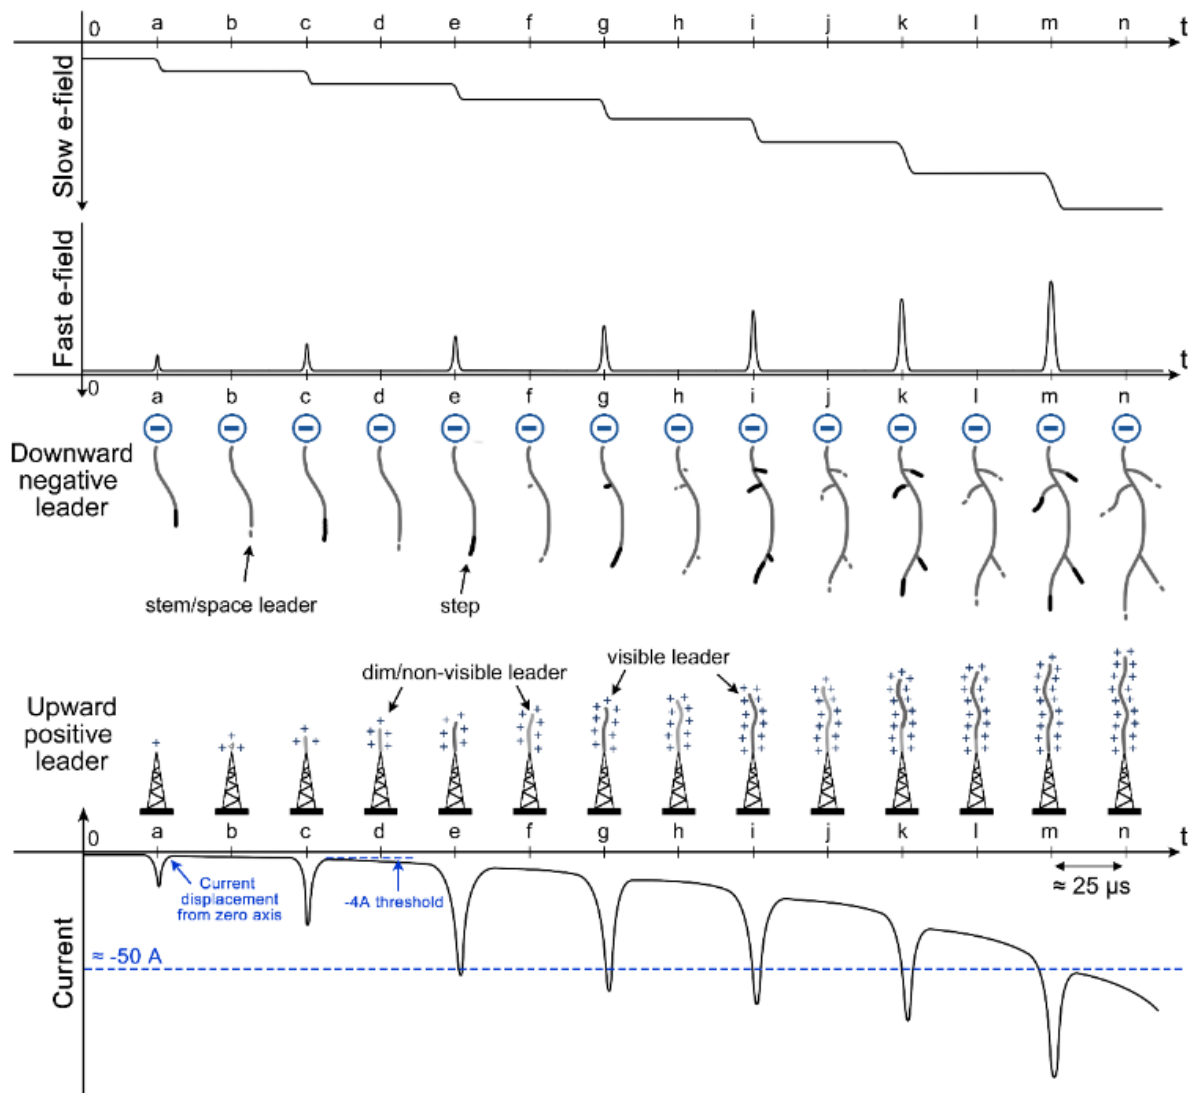 0 a b c d e f g h i j k l m n t
Slow e-field
Fast e-field
0 t
a b c d e f g h i j k l m n
Downward
negative
leader
stem/space leader
step
dim/non-visible leader
visible leader
Upward
positive
leader
0 a b c d e f g h i j k l m n t
Current
displacement
from zero axis
-4A threshold
≈ 25 μs
≈ -50 A
Current